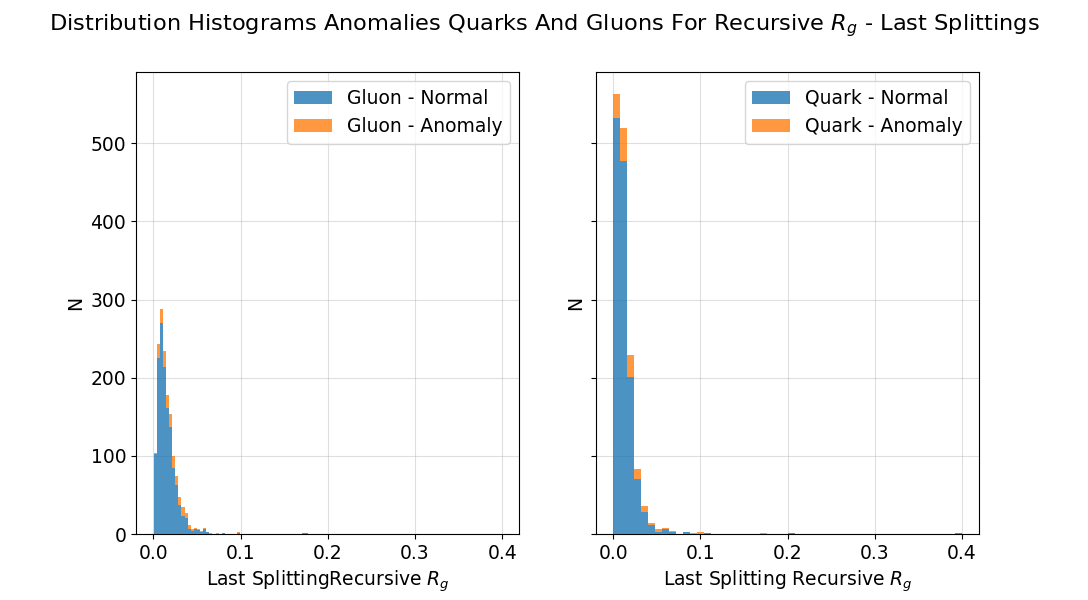 Distribution Histograms Anomalies Quarks And Gluons For Recursive R_g - Last Splittings
Gluon - Normal
Gluon - Anomaly
N
500
400
300
200
100
0
0.0 0.1 0.2 0.3 0.4
Last SplittingRecursive R_g
Quark - Normal
Quark - Anomaly
N
0.0 0.1 0.2 0.3 0.4
Last Splitting Recursive R_g